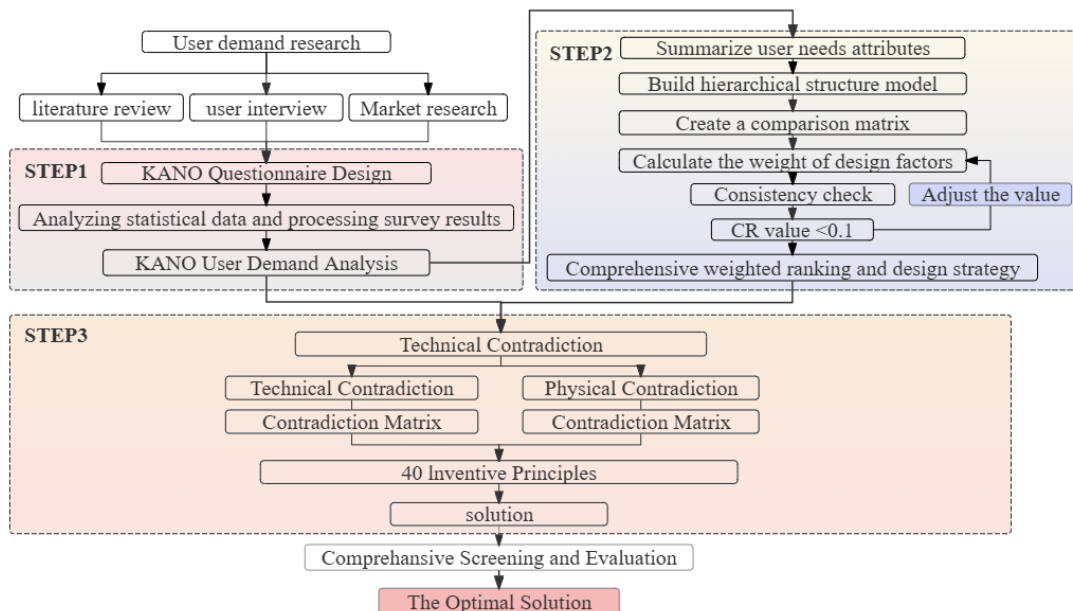 User demand research
literature review
user interview
Market research
STEP1
KANO Questionnaire Design
Analyzing statistical data and processing survey results
KANO User Demand Analysis
STEP2
Summarize user needs attributes
Build hierarchical structure model
Create a comparison matrix
Calculate the weight of design factors
Consistency check
Adjust the value
CR value <0.1
Comprehensive weighted ranking and design strategy
STEP3
Technical Contradiction
Technical Contradiction
Physical Contradiction
Contradiction Matrix
Contradiction Matrix
40 lnventive Principles
solution
Comprehansive Screening and Evaluation
The Optimal Solution